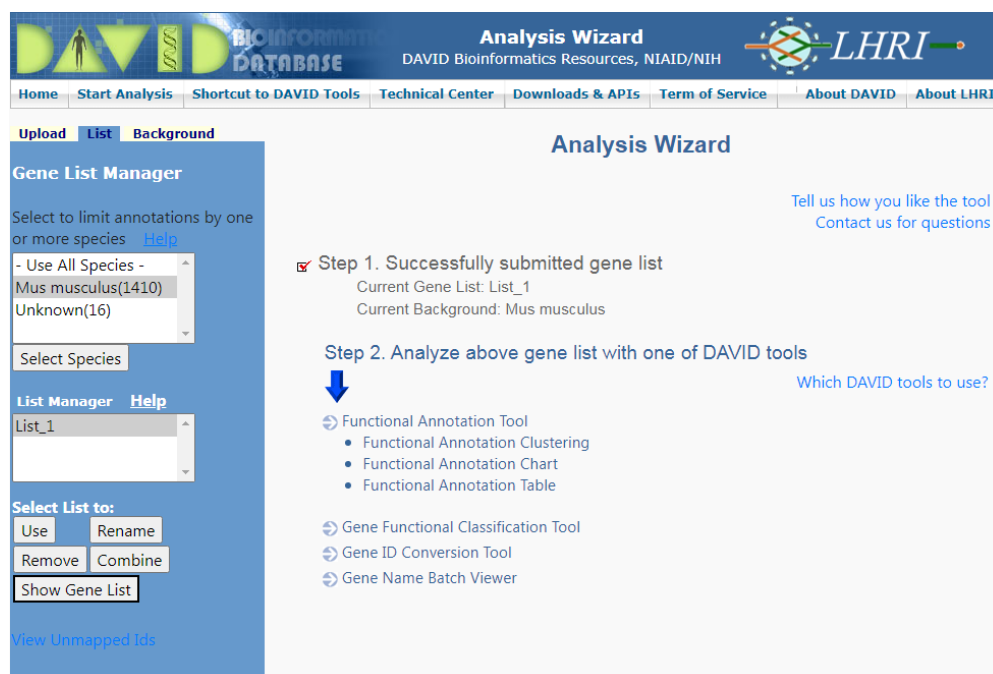 DAVID BIOINFORMATICS
DATABASE
Analysis Wizard
DAVID Bioinformatics Resources, NIAID/NIH
LHRI
Home Start Analysis Shortcut to DAVID Tools Technical Center Downloads & APIs Term of Service About DAVID About LHRI
Upload List Background
Gene List Manager
Select to limit annotations by one
or more species Help
- Use All Species -
Mus musculus(1410)
Unknown(16)
Select Species
List Manager Help
List_1
Select List to:
Use Rename
Remove Combine
Show Gene List
View Unmapped Ids
Analysis Wizard
Tell us how you like the tool
Contact us for questions
Step 1. Successfully submitted gene list
Current Gene List: List_1
Current Background: Mus musculus
Step 2. Analyze above gene list with one of DAVID tools
Which DAVID tools to use?
Functional Annotation Tool
Functional Annotation Clustering
Functional Annotation Chart
Functional Annotation Table
Gene Functional Classification Tool
Gene ID Conversion Tool
Gene Name Batch Viewer